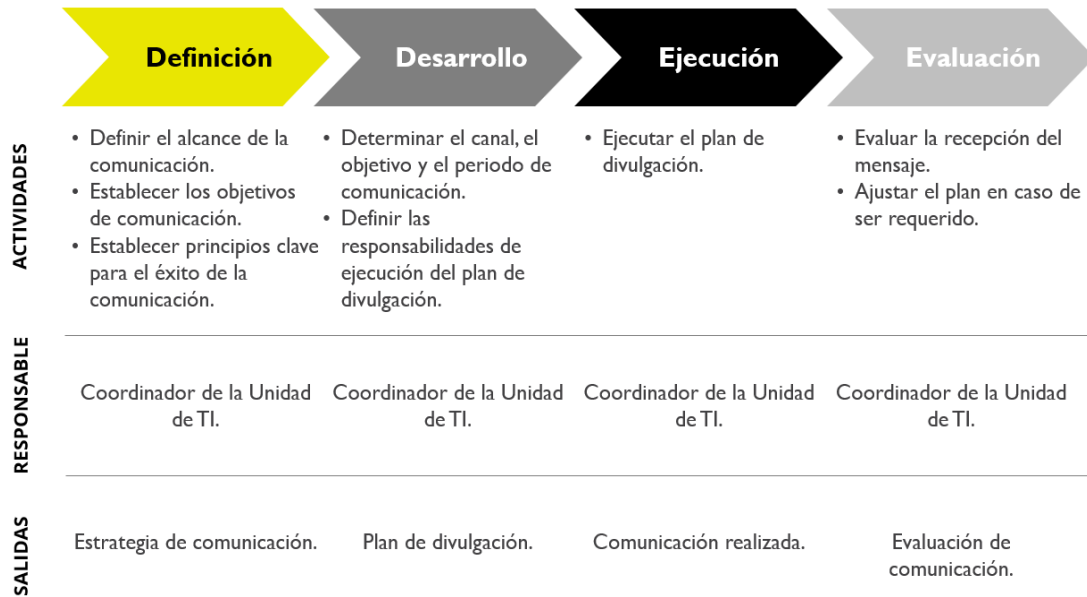 Definición
Desarrollo
Ejecución
Evaluación
ACTIVIDADES
• Definir el alcance de la
comunicación.
• Establecer los objetivos
de comunicación.
• Establecer principios clave
para el éxito de la
comunicación.
• Determinar el canal, el
objetivo y el periodo de
comunicación.
• Definir las
responsabilidades de
ejecución del plan de
divulgación.
• Ejecutar el plan de
divulgación.
• Evaluar la recepción del
mensaje.
• Ajustar el plan en caso de
ser requerido.
RESPONSABLE
Coordinador de la Unidad
de TI.
Coordinador de la Unidad
de TI.
Coordinador de la Unidad
de TI.
Coordinador de la Unidad
de TI.
SALIDAS
Estrategia de comunicación.
Plan de divulgación.
Comunicación realizada.
Evaluación de
comunicación.